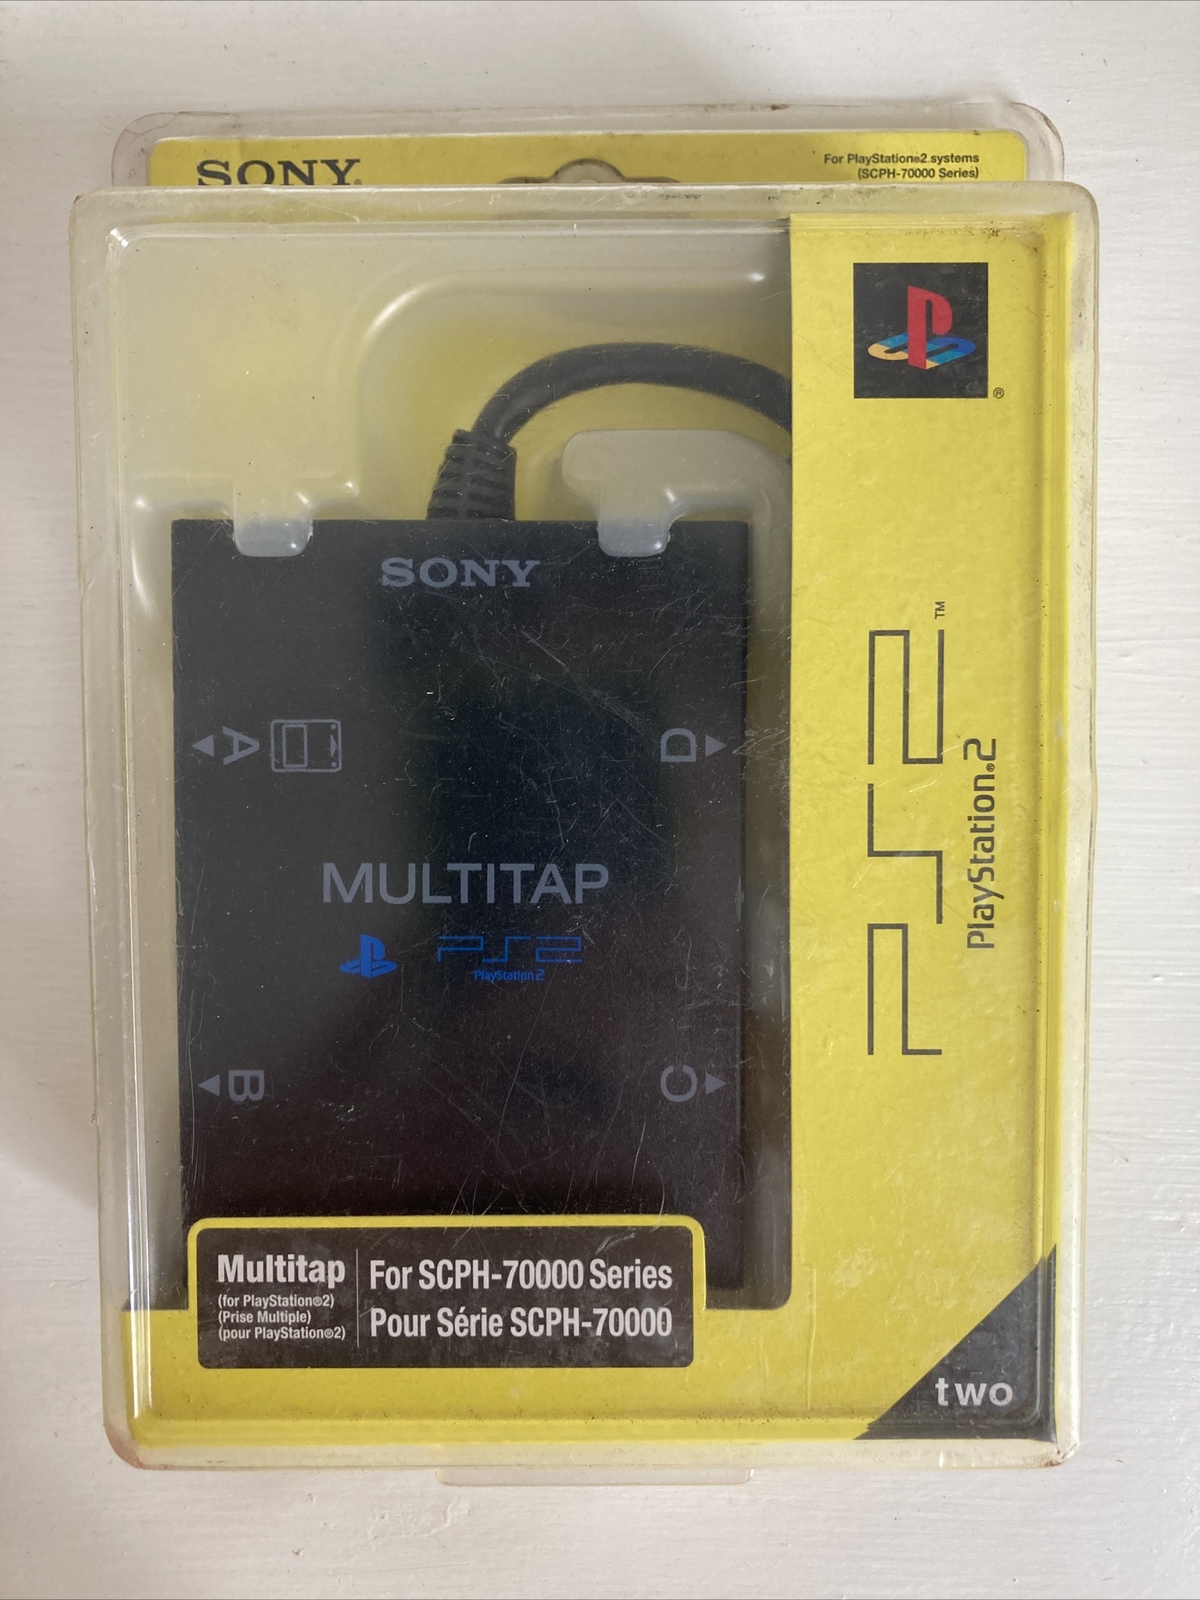 SONY®
For PlayStation®2 systems
(SCPH-70000 Series)
®
SONY
A
D
MULTITAP
PS2
PlayStation 2
B
C
PS2™
PlayStation®2
Multitap
(for PlayStation®2)
(Prise Multiple)
(pour PlayStation®2)
For SCPH-70000 Series
Pour Série SCPH-70000
two